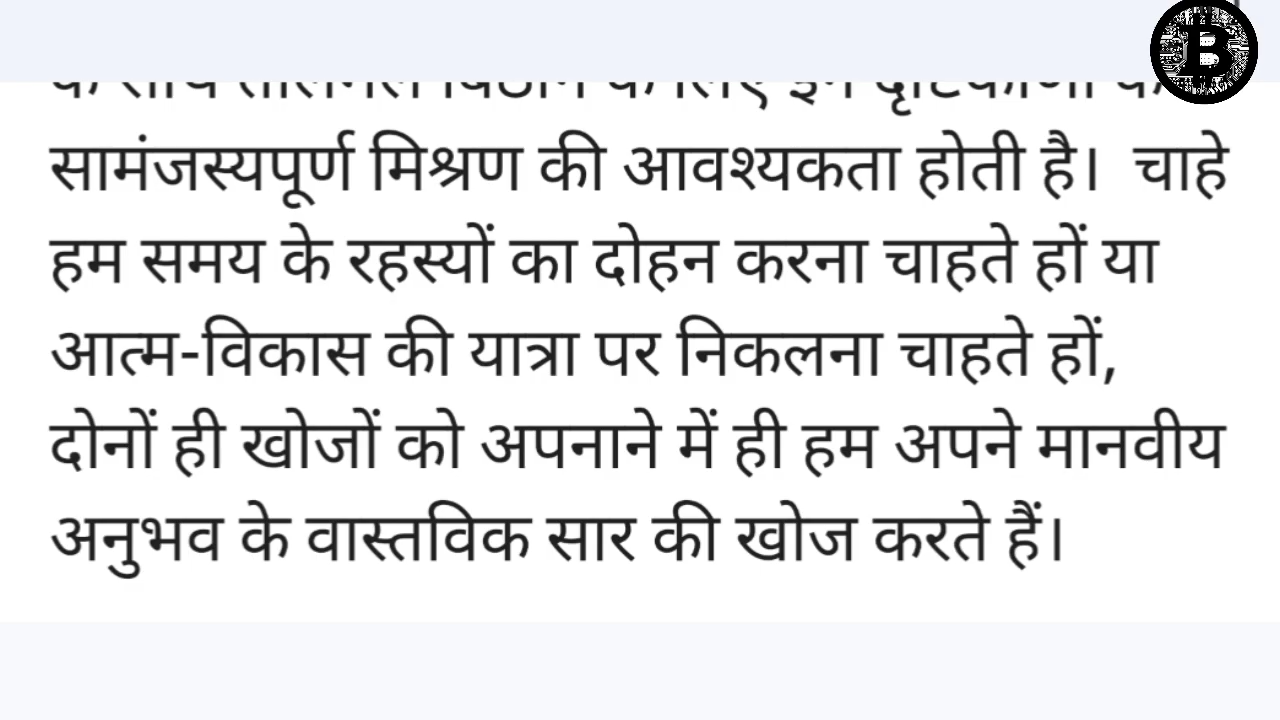 सामंजस्यपूर्ण मिश्रण की आवश्यकता होती है। चाहे
हम समय के रहस्यों का दोहन करना चाहते हों या
आत्म-विकास की यात्रा पर निकलना चाहते हों,
दोनों ही खोजों को अपनाने में ही हम अपने मानवीय
अनुभव के वास्तविक सार की खोज करते हैं।